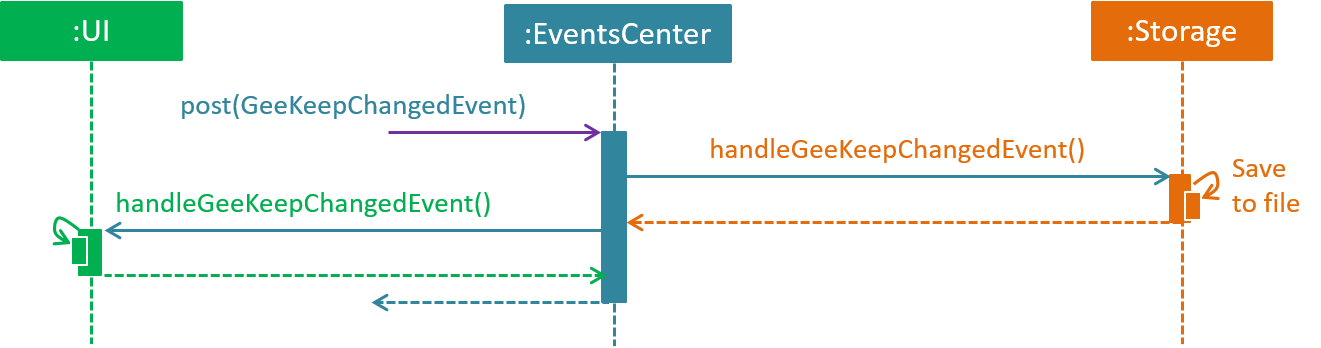 :UI
:EventsCenter
:Storage
post(GeeKeepChangedEvent)
handleGeeKeepChangedEvent()
Save
to file
handleGeeKeepChangedEvent()